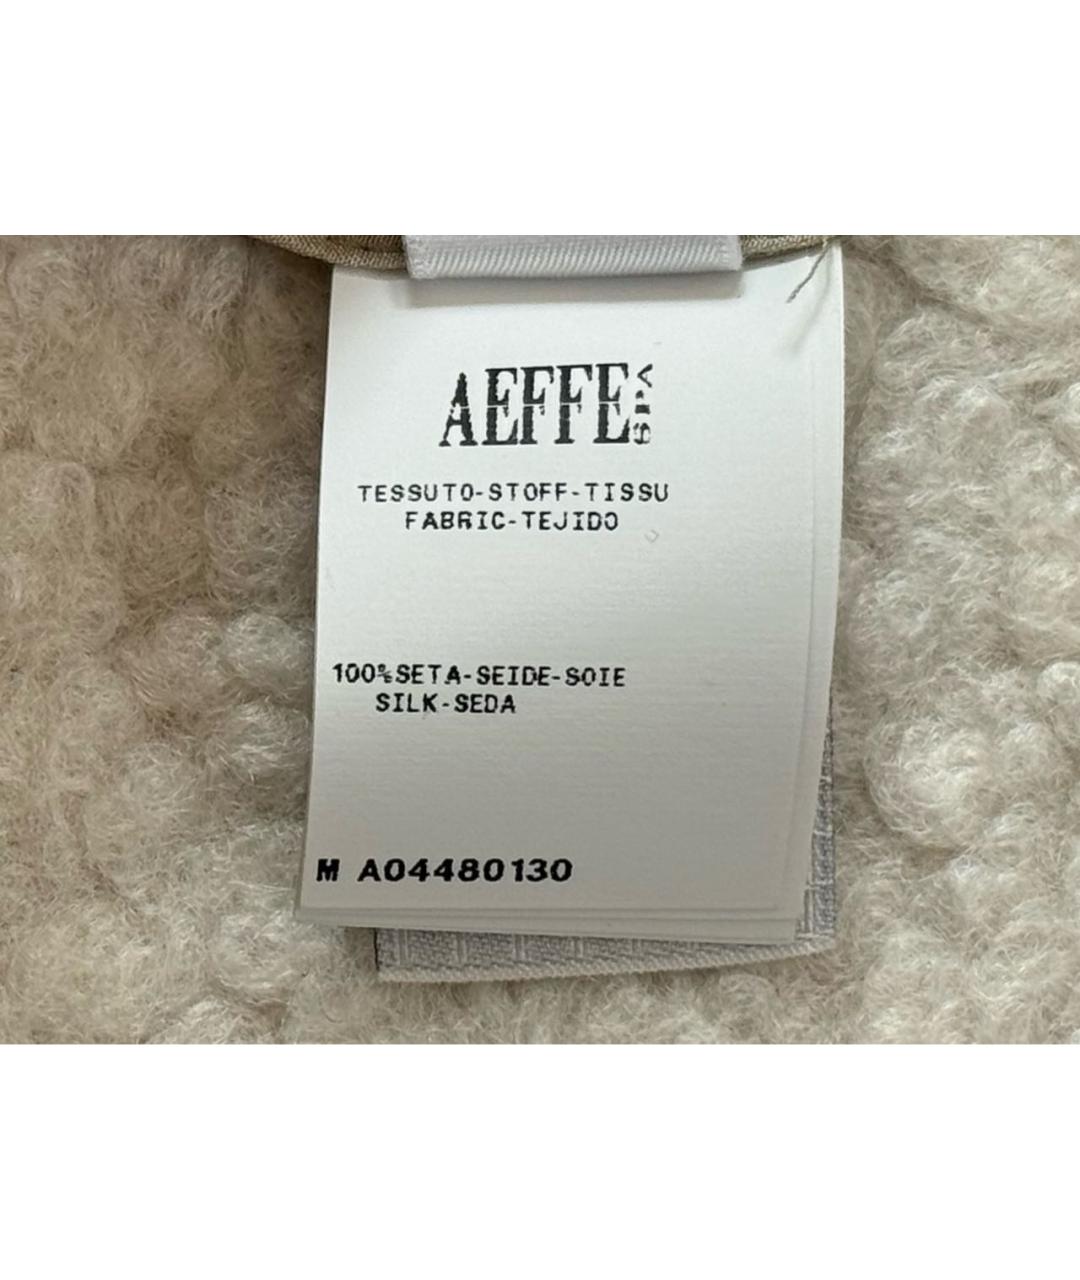 AEFFE SPA
TESSUTO-STOFF-TISSU
FABRIC-TEJIDO
100%SETA-SEIDE-SOIE
SILK-SEDA
M A04480130